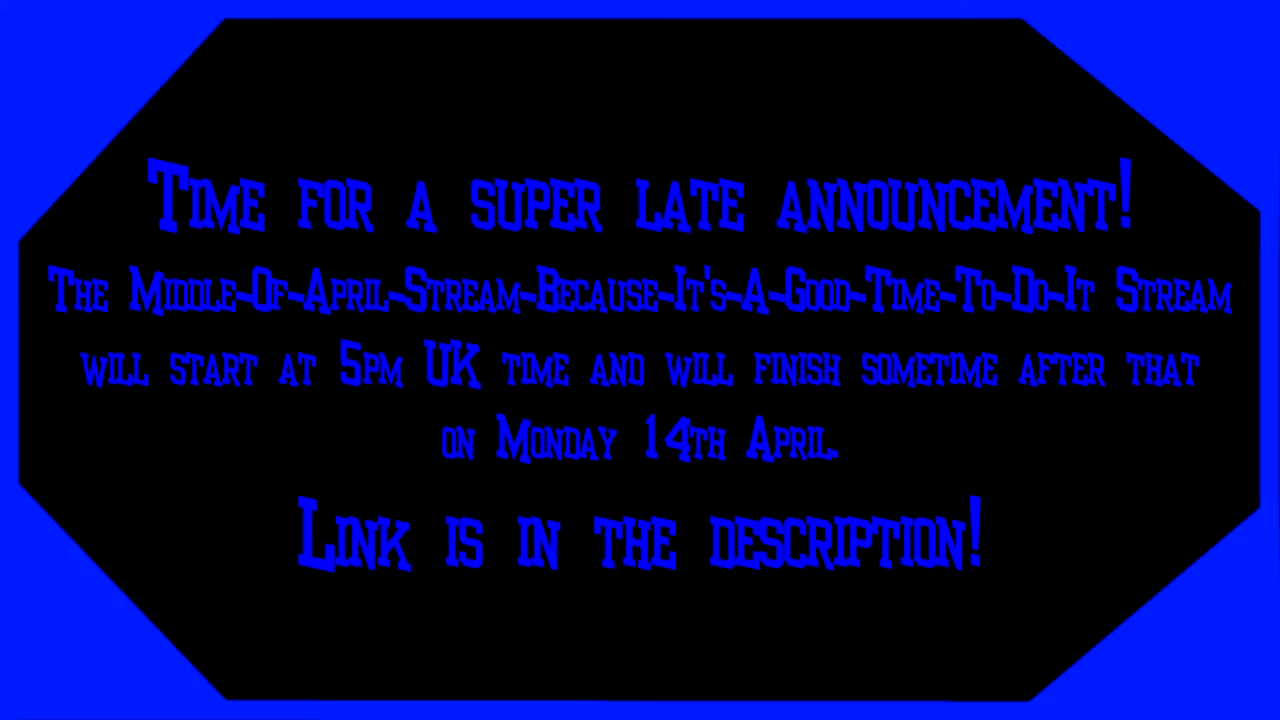 Time for a super late announcement!
The Middle-Of-April-Stream-Because-It's-A-Good-Time-To-Do-It Stream
will start at 5pm UK time and will finish sometime after that
on Monday 14th April.
Link is in the description!